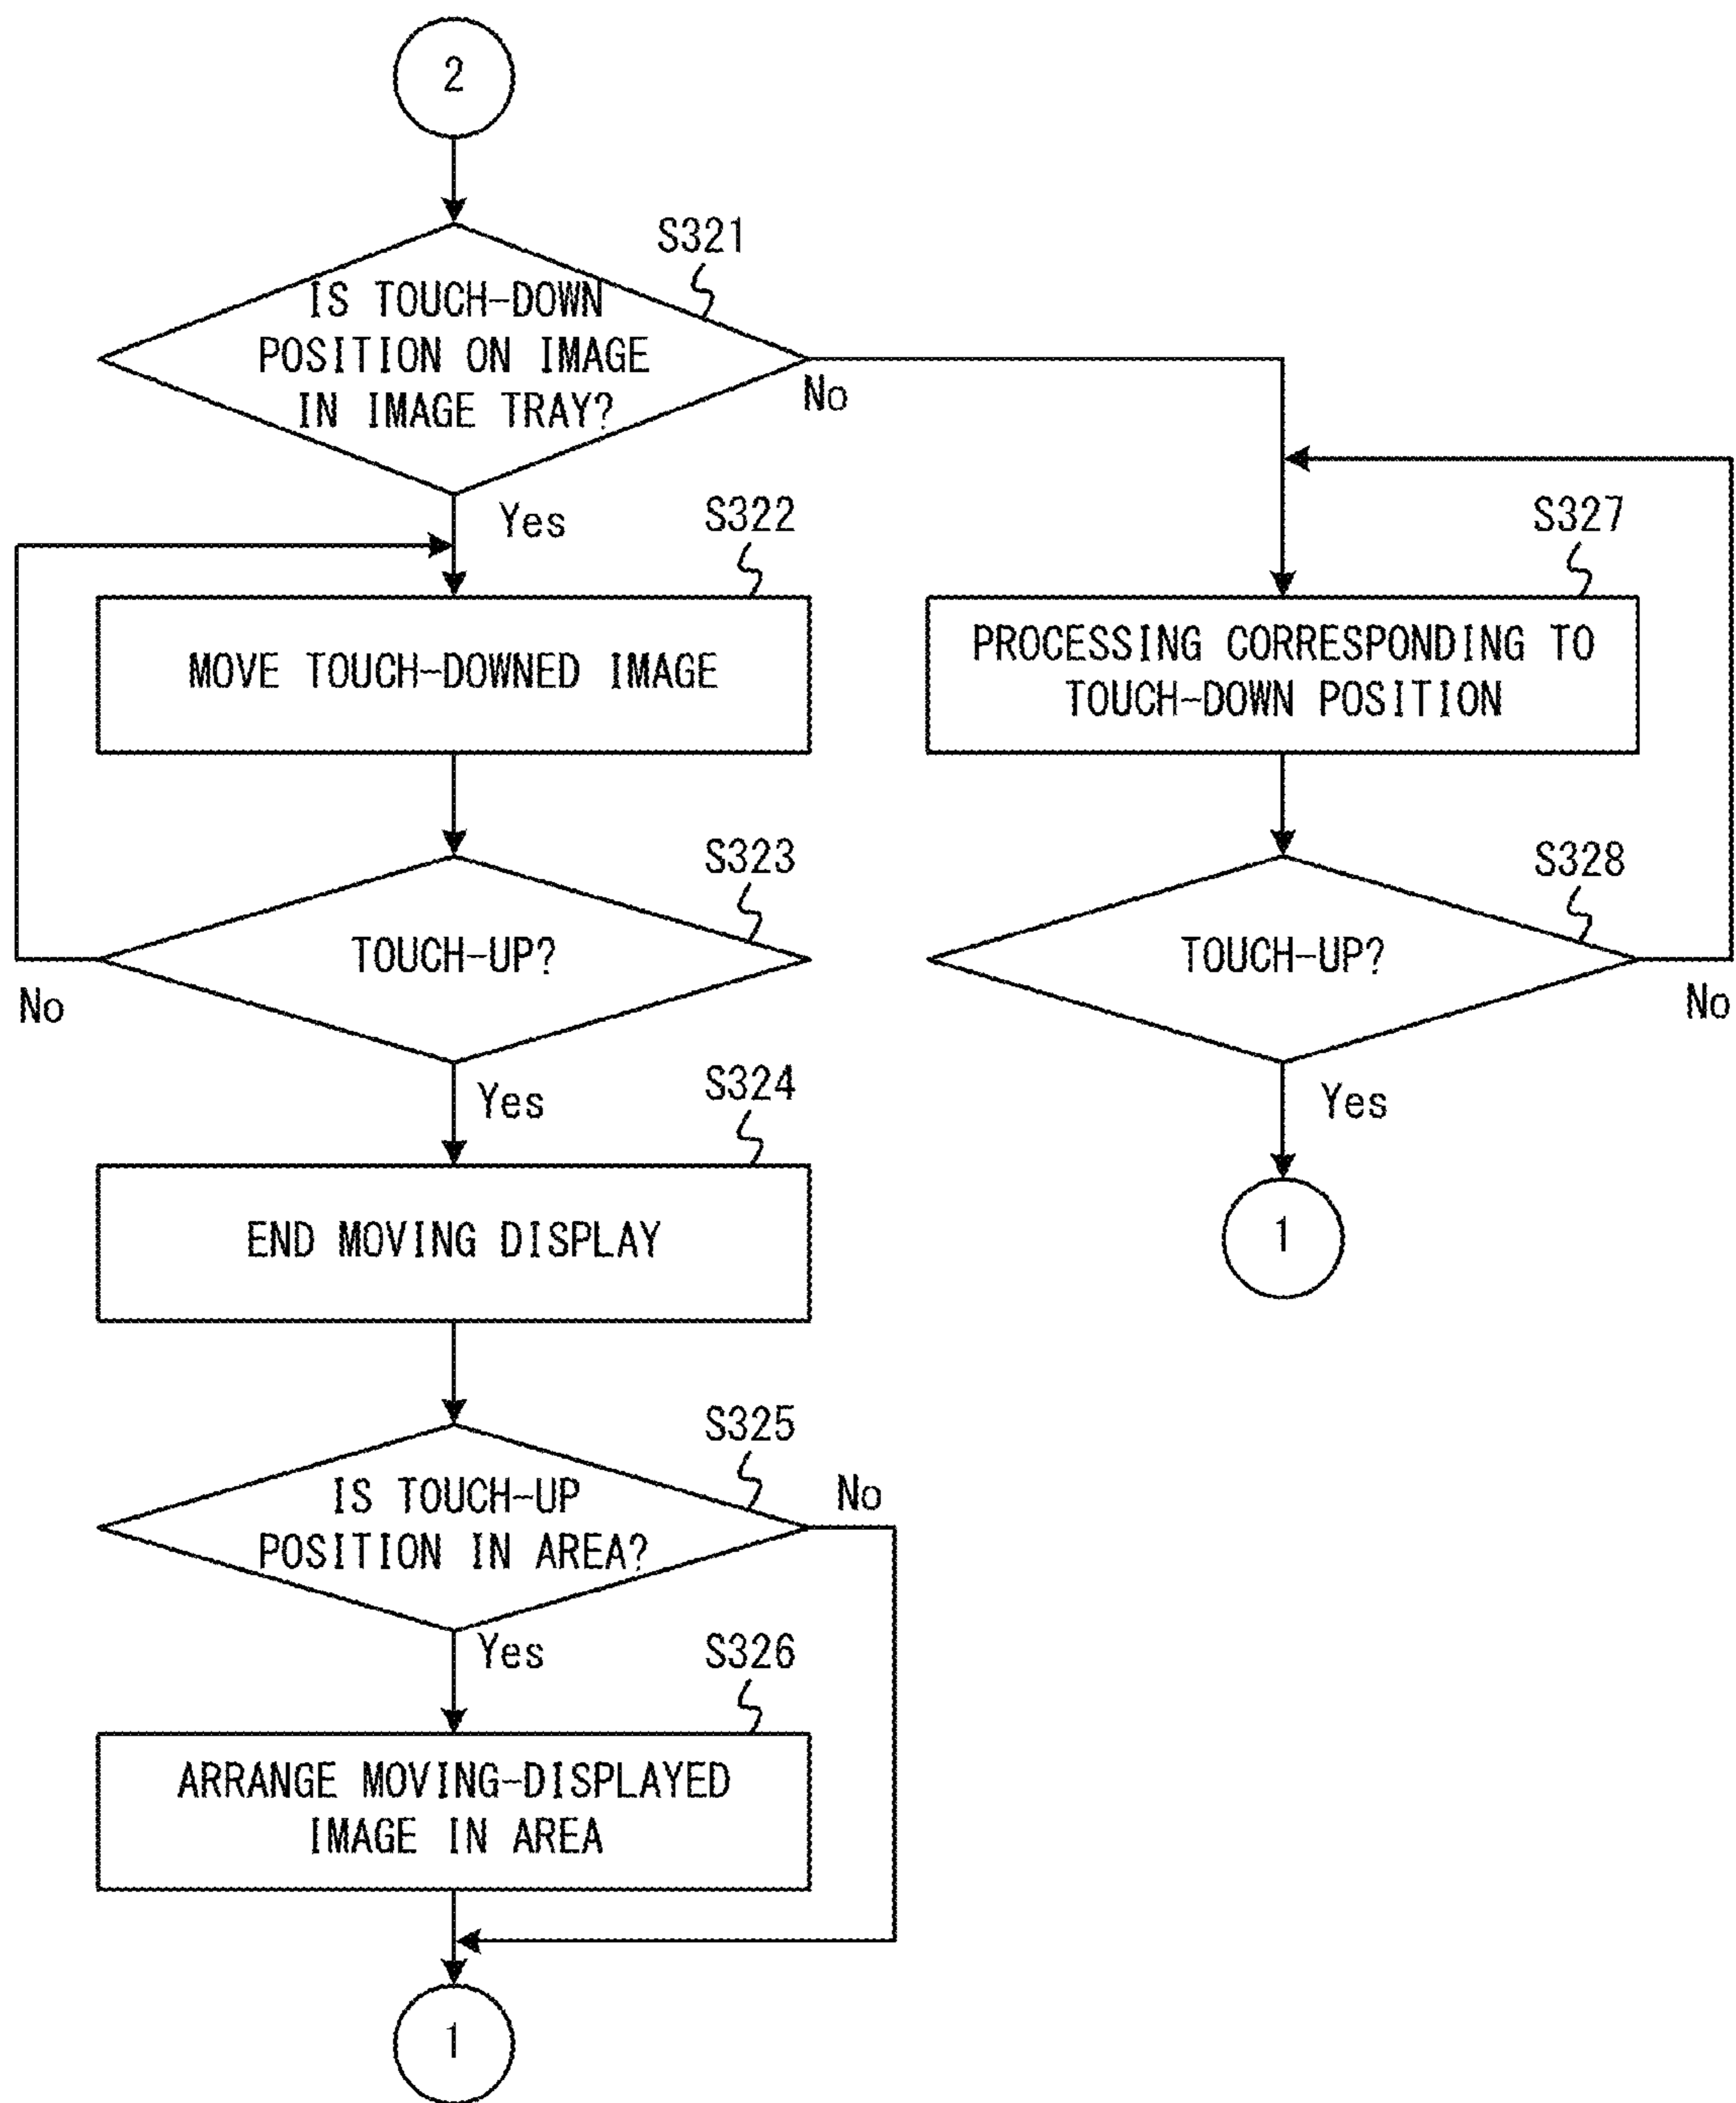 2
S321
IS TOUCH-DOWN
POSITION ON IMAGE
IN IMAGE TRAY?
No
Yes
S322
MOVE TOUCH-DOWNED IMAGE
S323
TOUCH-UP?
No
Yes
S324
END MOVING DISPLAY
S325
IS TOUCH-UP
POSITION IN AREA?
No
Yes
S326
ARRANGE MOVING-DISPLAYED
IMAGE IN AREA
1
S327
PROCESSING CORRESPONDING TO
TOUCH-DOWN POSITION
S328
TOUCH-UP?
No
Yes
1